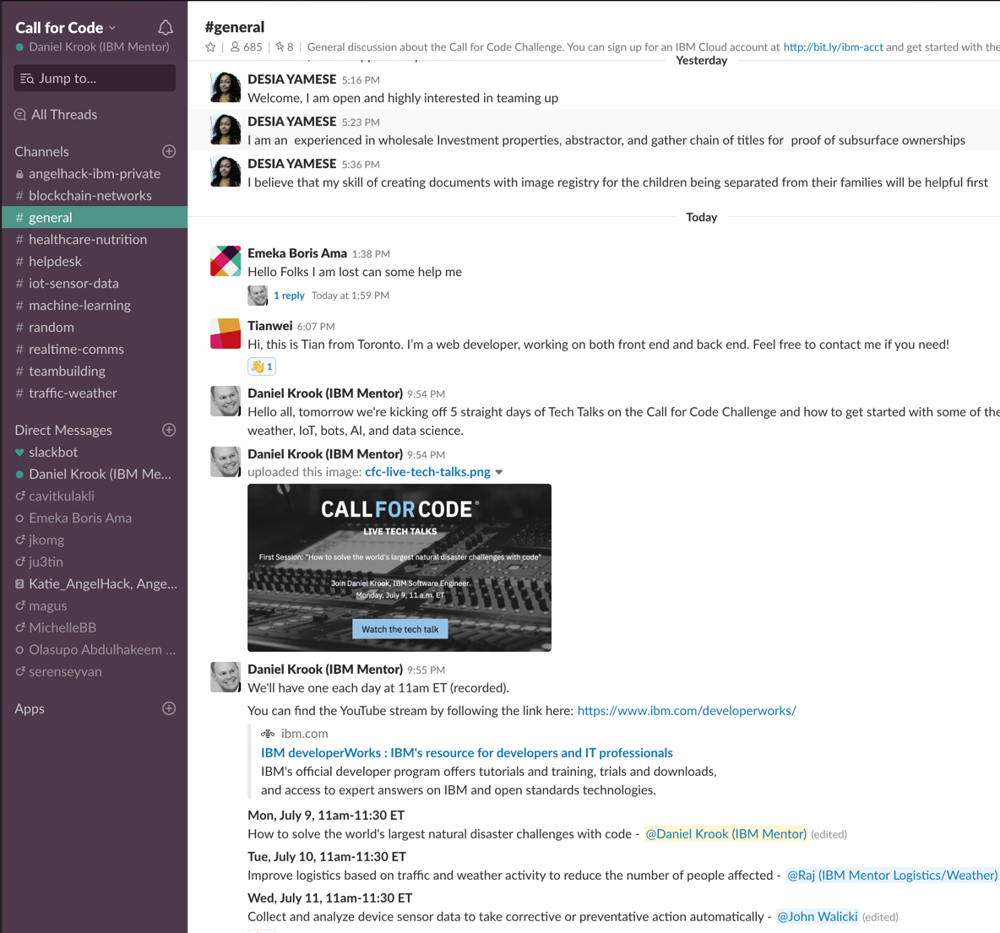 Call for Code
Daniel Krook (IBM Mentor)
Jump to...
All Threads
Channels
angelhack-ibm-private
# blockchain-networks
# general
# healthcare-nutrition
# helpdesk
# iot-sensor-data
# machine-learning
# random
# realtime-comms
# teambuilding
# traffic-weather
Direct Messages
slackbot
Daniel Krook (IBM Me...
cavitkulakli
Emeka Boris Ama
jkomg
ju3tin
2 Katie_AngelHack, Ange...
magus
MichelleBB
Olasupo Abdulhakeem ...
serenseyvan
Apps
#general
685 | 8 | General discussion about the Call for Code Challenge. You can sign up for an IBM Cloud account at http://bit.ly/ibm-acct and get started with the
Yesterday
DESIA YAMESE 5:16 PM
Welcome, I am open and highly interested in teaming up
DESIA YAMESE 5:23 PM
I am an  experienced in wholesale Investment properties, abstractor, and gather chain of titles for  proof of subsurface ownerships
DESIA YAMESE 5:36 PM
I believe that my skill of creating documents with image registry for the children being separated from their families will be helpful first
Today
Emeka Boris Ama 1:38 PM
Hello Folks I am lost can some help me
1 reply Today at 1:59 PM
Tianwei 6:07 PM
Hi, this is Tian from Toronto. I'm a web developer, working on both front end and back end. Feel free to contact me if you need!
👏 1
Daniel Krook (IBM Mentor) 9:54 PM
Hello all, tomorrow we're kicking off 5 straight days of Tech Talks on the Call for Code Challenge and how to get started with some of the
weather, IoT, bots, AI, and data science.
Daniel Krook (IBM Mentor) 9:54 PM
uploaded this image: cfc-live-tech-talks.png
CALL FOR CODE®
LIVE TECH TALKS
First Session: "How to solve the world's largest natural disaster challenges with code"
Join Daniel Krook, IBM Software Engineer
Monday, July 9, 11 a.m. ET
Watch the tech talk
Daniel Krook (IBM Mentor) 9:55 PM
We'll have one each day at 11am ET (recorded).
You can find the YouTube stream by following the link here: https://www.ibm.com/developerworks/
ibm.com
IBM developerWorks : IBM's resource for developers and IT professionals
IBM's official developer program offers tutorials and training, trials and downloads,
and access to expert answers on IBM and open standards technologies.
Mon, July 9, 11am-11:30 ET
How to solve the world's largest natural disaster challenges with code - @Daniel Krook (IBM Mentor) (edited)
Tue, July 10, 11am-11:30 ET
Improve logistics based on traffic and weather activity to reduce the number of people affected - @Raj (IBM Mentor Logistics/Weather)
Wed, July 11, 11am-11:30 ET
Collect and analyze device sensor data to take corrective or preventative action automatically - @John Walicki (edited)